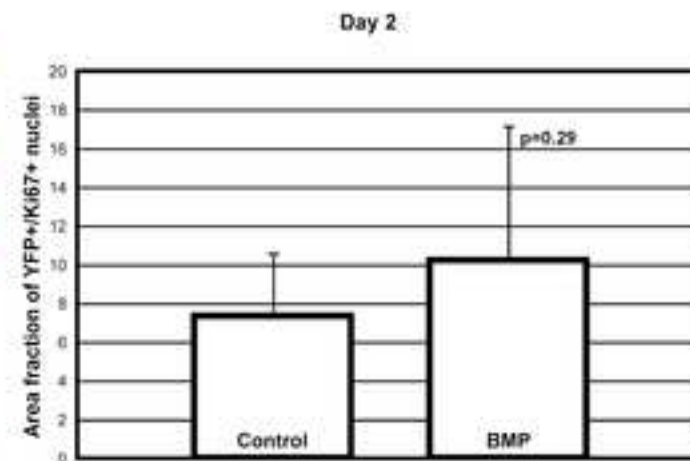 Day 2
Area fraction of YFP+/Ki67+ nuclei
20
18
16
14
12
10
8
6
4
2
0
p=0.29
Control
BMP